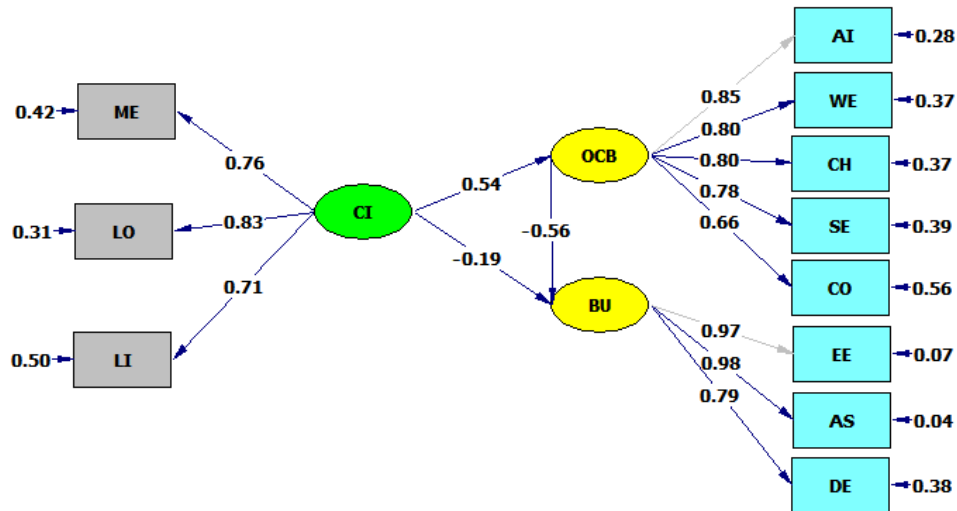 AI
0.28
0.85
WE
0.37
0.42
ME
0.80
OCB
0.80
CH
0.37
0.76
0.54
0.78
CI
0.66
SE
0.39
0.31
LO
0.83
-0.56
-0.19
CO
0.56
0.71
BU
0.97
EE
0.07
0.50
LI
0.98
0.79
AS
0.04
DE
0.38